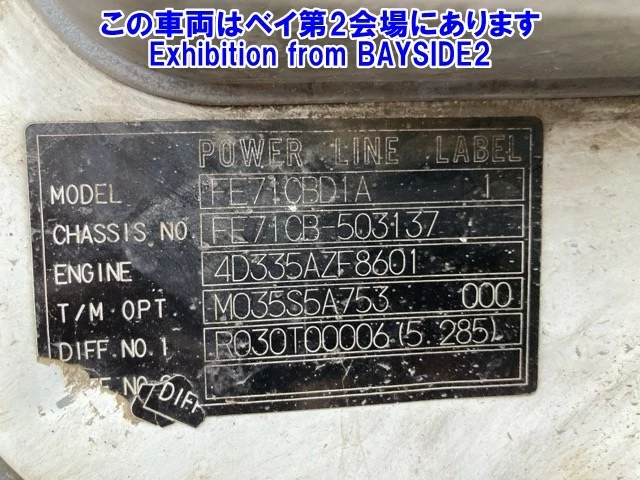 この車両はベイ第2会場にあります
Exhibition from BAYSIDE2
POWER LINE LABEL
MODEL FE71CBD1A 1
CHASSIS NO. FE71CB-503137
ENGINE 4D335AZF8601
T/M OPT. M035S5A753 000
DIFF NO.1 R030T00006(5.285)
NO.
DIFF